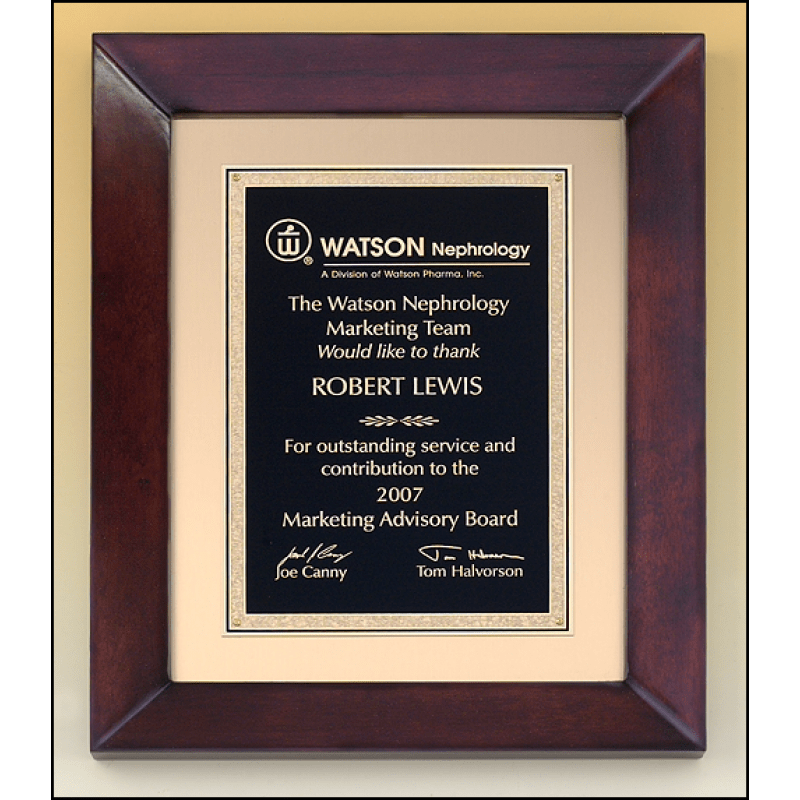 WATSON Nephrology
A Division of Watson Pharma, Inc.
The Watson Nephrology
Marketing Team
Would like to thank
ROBERT LEWIS
For outstanding service and
contribution to the
2007
Marketing Advisory Board
Joe Canny
Tom Halvorson